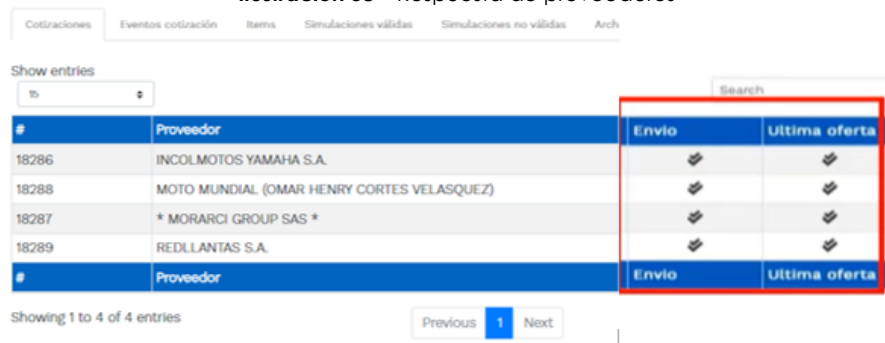 Cotizaciones Eventos cotización Items Simulaciones válidas Simulaciones no válidas Arch
Show entries
15
Search
# Proveedor Envio Ultima oferta
18286 INCOLMOTOS YAMAHA S.A.
18288 MOTO MUNDIAL (OMAR HENRY CORTES VELASQUEZ)
18287 * MORARCI GROUP SAS *
18289 REDLLANTAS S.A.
# Proveedor Envio Ultima oferta
Showing 1 to 4 of 4 entries
Previous 1 Next